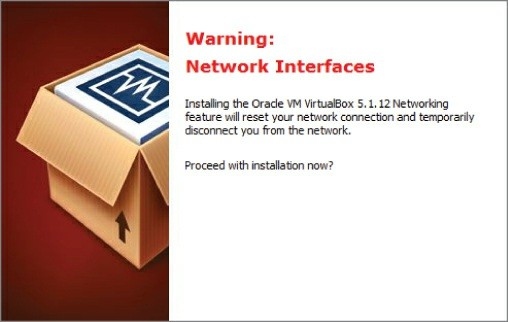 Warning:
Network Interfaces
Installing the Oracle VM VirtualBox 5.1.12 Networking
feature will reset your network connection and temporarily
disconnect you from the network.
Proceed with installation now?